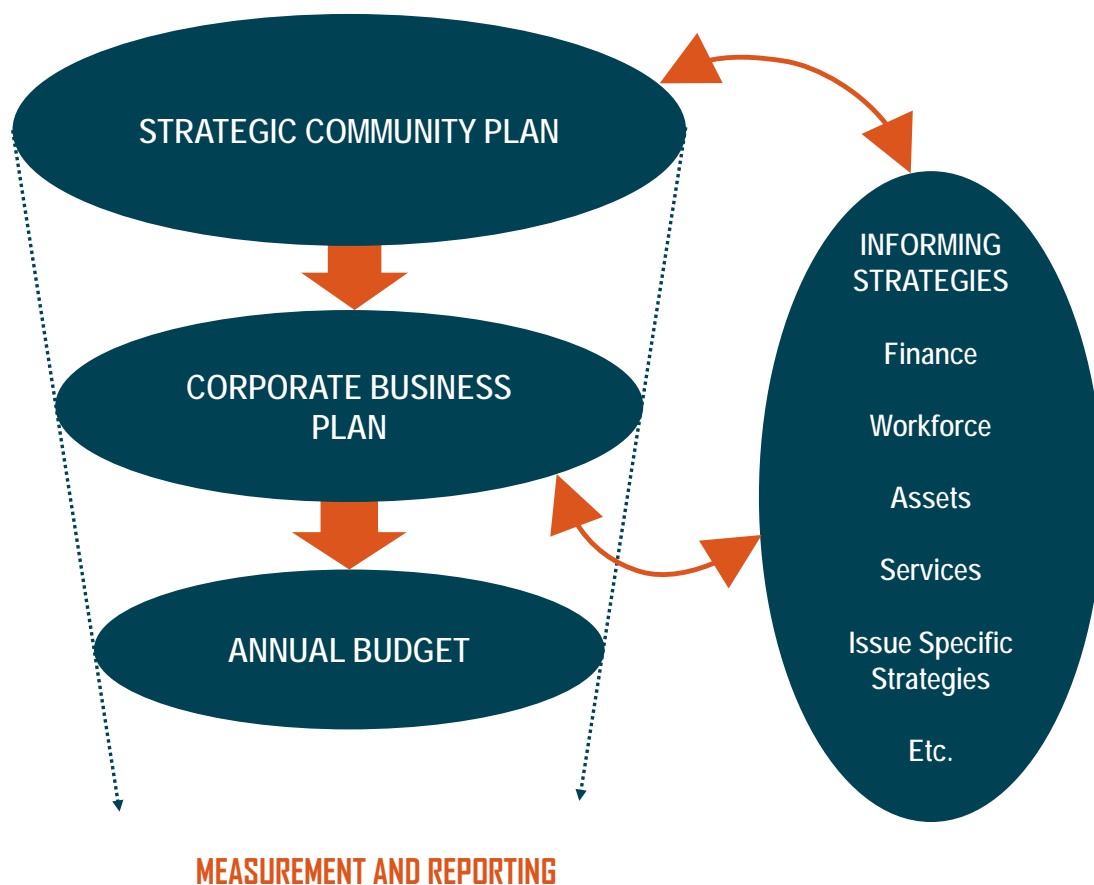 STRATEGIC COMMUNITY PLAN
CORPORATE BUSINESS
PLAN
ANNUAL BUDGET
INFORMING
STRATEGIES
Finance
Workforce
Assets
Services
Issue Specific
Strategies
Etc.
MEASUREMENT AND REPORTING